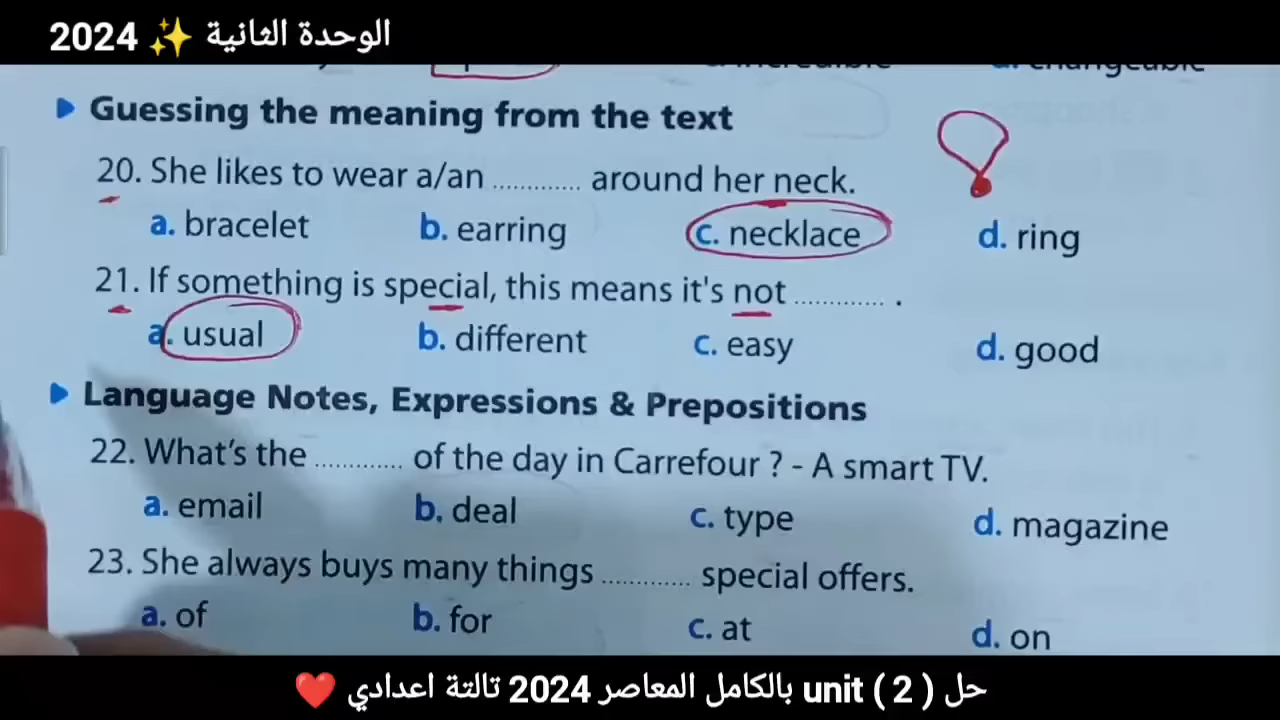 الوحدة الثانية ✨ 2024
Guessing the meaning from the text
20. She likes to wear a/an ............ around her neck.
a. bracelet b. earring c. necklace d. ring
21. If something is special, this means it's not ............ .
a. usual b. different c. easy d. good
Language Notes, Expressions & Prepositions
22. What's the ............ of the day in Carrefour ? - A smart TV.
a. email b. deal c. type d. magazine
23. She always buys many things ............ special offers.
a. of b. for c. at d. on
حل unit ( 2 ) بالكامل المعاصر 2024 تالتة اعدادي ❤️